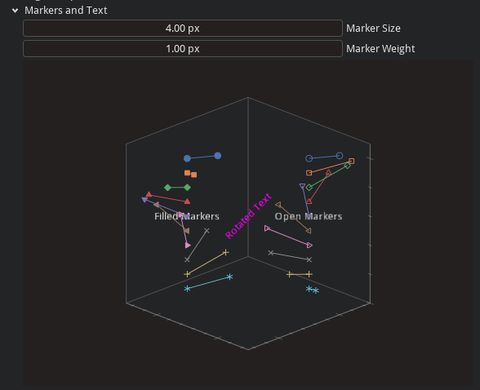 Markers and Text
4.00 px Marker Size
1.00 px Marker Weight
Filled Markers
Rotated Text
Open Markers